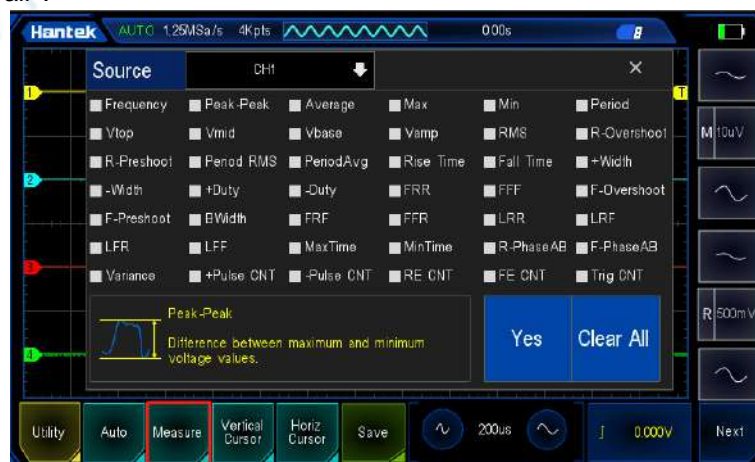 Hantek AUTO 1.25MSa/s 4Kpts 0.00s
Source CH1 ×
1 T
Frequency Peak-Peak Average Max Min Period
Vtop Vmid Vbase Vamp RMS R-Overshoot
M 10uV
R-Preshoot Period RMS PeriodAvg Rise Time Fall Time +Width
2
-Width +Duty -Duty FRR FFF F-Overshoot
F-Preshoot BWidth FRF FFR LRR LRF
LFR LFF MaxTime MinTime R-PhaseAB F-PhaseAB
3
Variance +Pulse CNT -Pulse CNT RE CNT FE CNT Trig CNT
Peak-Peak
R 500mV
Difference between maximum and minimum
voltage values.
Yes Clear All
4
Utility Auto Measure Vertical Cursor Horiz Cursor Save 200us 0.000V Next